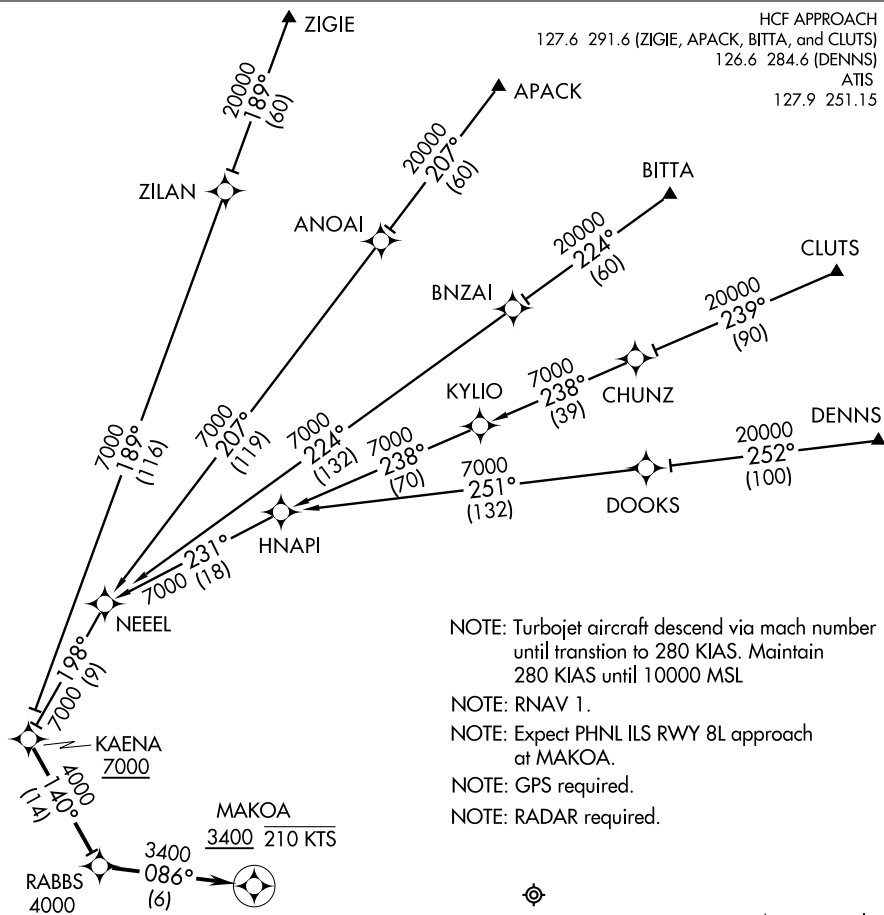 HCF APPROACH
127.6 291.6 (ZIGIE, APACK, BITTA, and CLUTS)
126.6 284.6 (DENNS)
ATIS
127.9 251.15
ZIGIE
20000
189°
(60)
APACK
20000
207°
(60)
BITTA
20000
224°
(60)
CLUTS
20000
239°
(90)
DENNS
20000
252°
(100)
ZILAN
ANOAI
BNZAI
CHUNZ
KYLIO
DOOKS
HNAPI
7000
189°
(116)
7000
207°
(119)
7000
224°
(132)
7000
238°
(39)
7000
238°
(70)
7000
251°
(132)
7000
231°
(18)
NEEEL
198°
7000 (9)
KAENA
7000
4000
140°
(14)
RABBS
4000
3400
086°
(6)
MAKOA
3400 210 KTS
NOTE: Turbojet aircraft descend via mach number
until transtion to 280 KIAS. Maintain
280 KIAS until 10000 MSL
NOTE: RNAV 1.
NOTE: Expect PHNL ILS RWY 8L approach
at MAKOA.
NOTE: GPS required.
NOTE: RADAR required.